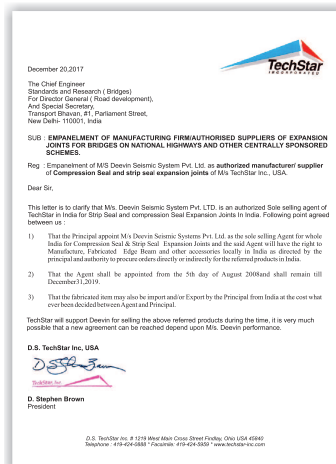 TechStar
INCORPORATED
December 20,2017
The Chief Engineer
Standards and Research ( Bridges)
For Director General ( Road development),
And Special Secretary,
Transport Bhavan, #1, Parliament Street,
New Delhi- 110001, India
SUB : EMPANELMENT OF MANUFACTURING FIRM/AUTHORISED SUPPLIERS OF EXPANSION
JOINTS FOR BRIDGES ON NATIONAL HIGHWAYS AND OTHER CENTRALLY SPONSORED
SCHEMES.
Reg : Empanelment of M/S Deevin Seismic System Pvt. Ltd. as authorized manufacturer/ supplier
of Compression Seal and strip seal expansion joints of M/s TechStar Inc., USA.
Dear Sir,
This letter is to clarify that M/s. Deevin Seismic System Pvt. LTD. is an authorized Sole selling agent of
TechStar in India for Strip Seal and compression Seal Expansion Joints In India. Following point agreed
between us :
1) That the Principal appoint M/s Deevin Seismic Systems Pvt. Ltd. as the sole selling Agent for whole
India for Compression Seal & Strip Seal Expansion Joints and the said Agent will have the right to
Manufacture, Fabricated Edge Beam and other accessories locally in India as directed by the
principal and authority to procure orders directly or indirectly for the referred products in India.
2) That the Agent shall be appointed from the 5th day of August 2008and shall remain till
December31,2019.
3) That the fabricated item may also be import and/or Export by the Principal from India at the cost what
ever been decided between Agent and Principal.
TechStar will support Deevin for selling the above referred products during the time, it is very much
possible that a new agreement can be reached depend upon M/s. Deevin performance.
D.S. TechStar Inc, USA
TechStar, Inc.
D. Stephen Brown
President
D.S. TechStar Inc. # 1219 West Main Cross Street Findley, Ohio USA 45840
Telephone : 419-424-0888 * Facsimile: 419-424-5959 * www.techstar-inc.com